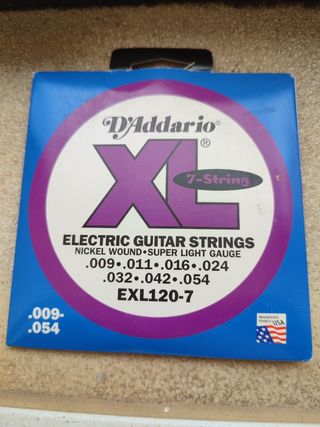 D'Addario
XL®
7-String
ELECTRIC GUITAR STRINGS
NICKEL WOUND•SUPER LIGHT GAUGE
.009•.011•.016•.024
.032•.042•.054
EXL120-7
.009-
.054
USA